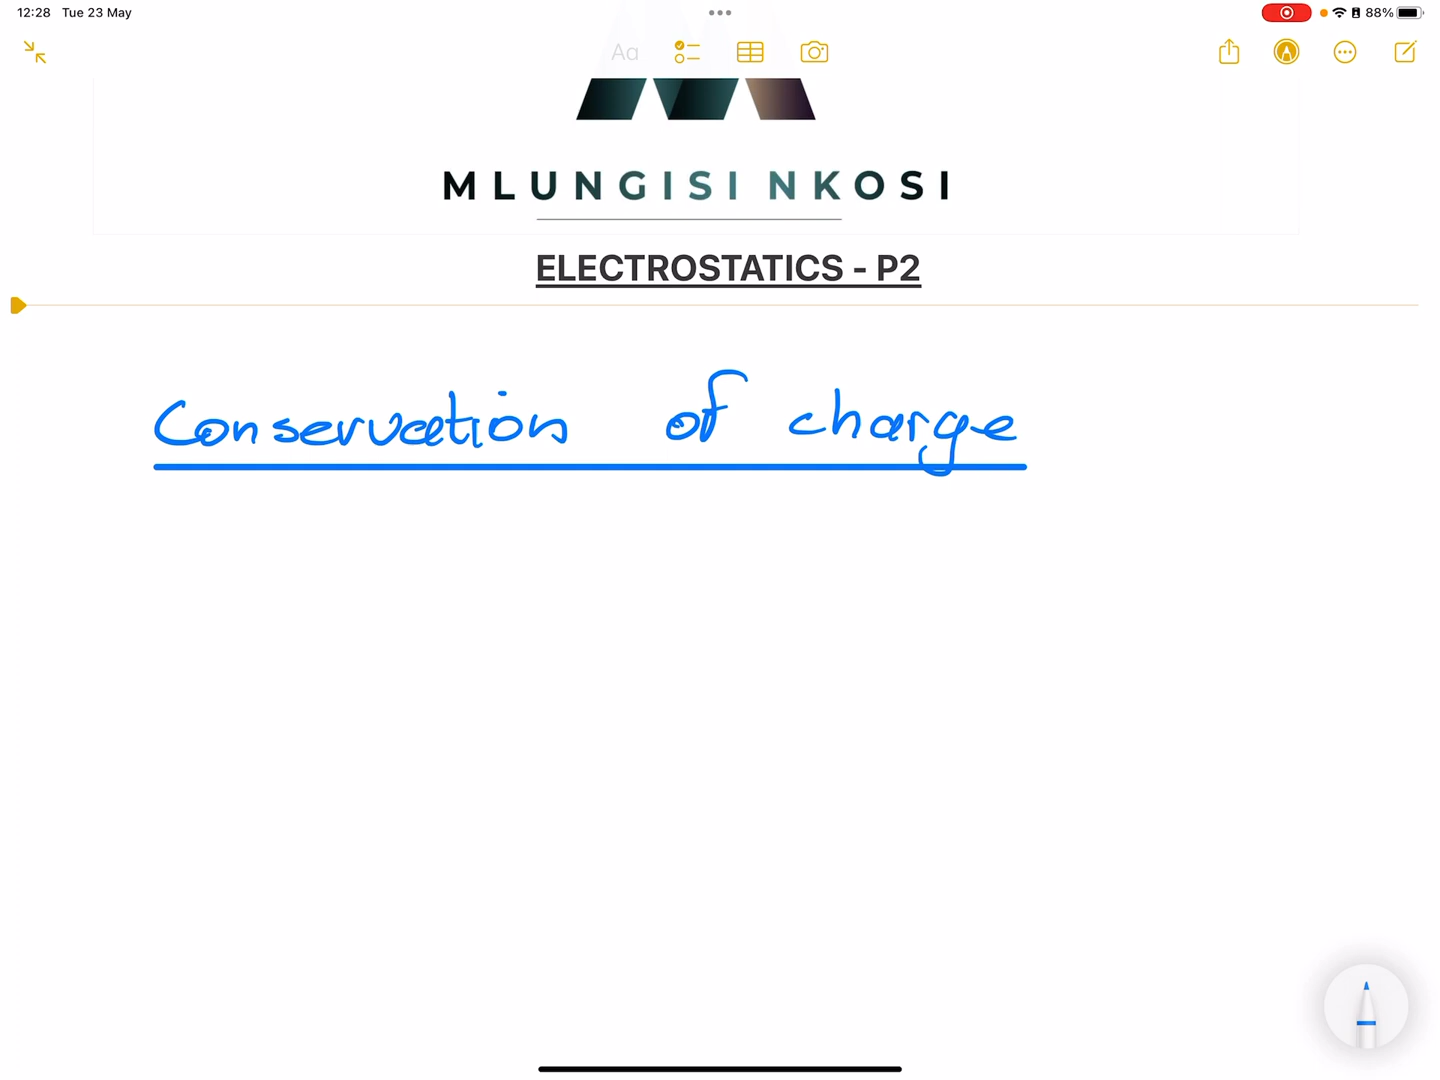 12:28 Tue 23 May 88%
Aa
MLUNGISI NKOSI
ELECTROSTATICS - P2
Conservation of charge